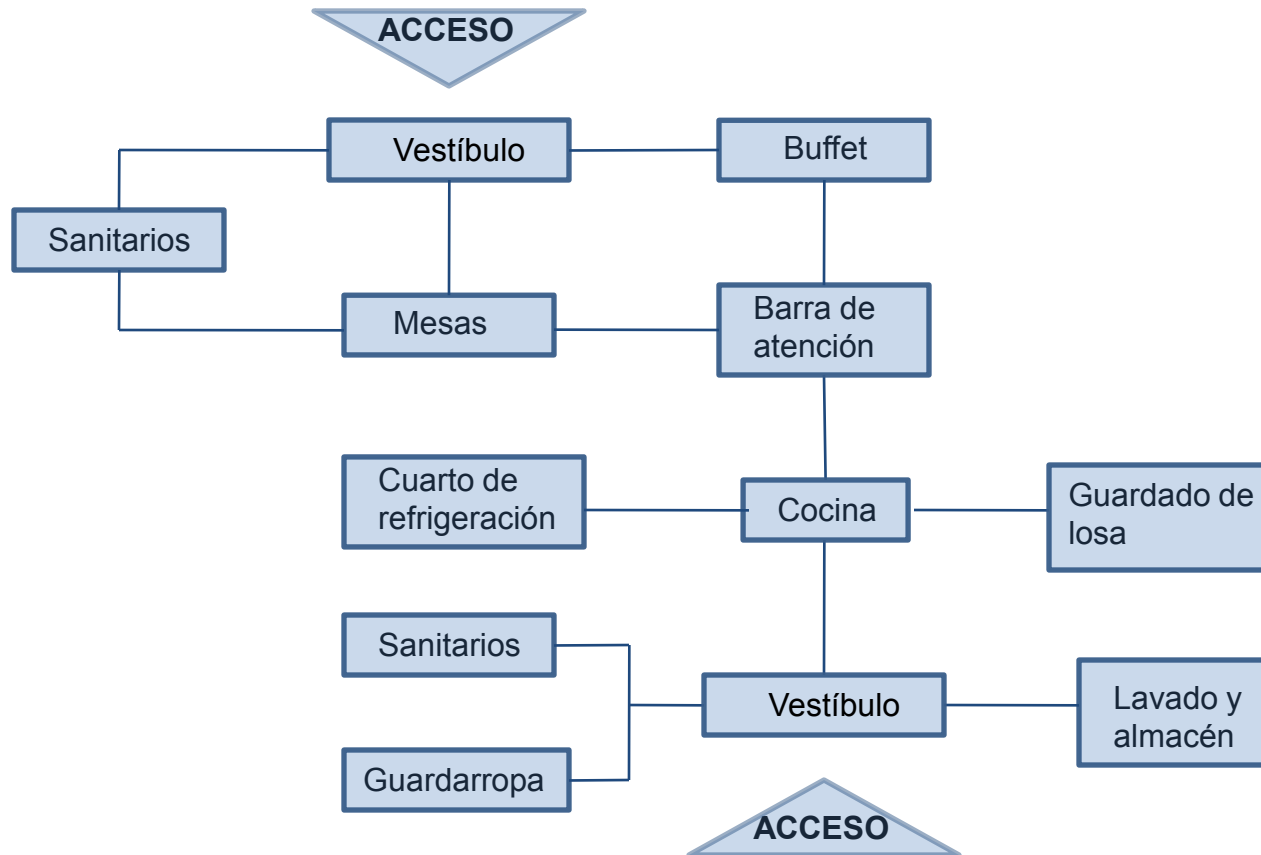 ACCESO
Vestíbulo
Buffet
Sanitarios
Mesas
Barra de
atención
Cuarto de
refrigeración
Cocina
Guardado de
losa
Sanitarios
Vestíbulo
Lavado y
almacén
Guardarropa
ACCESO